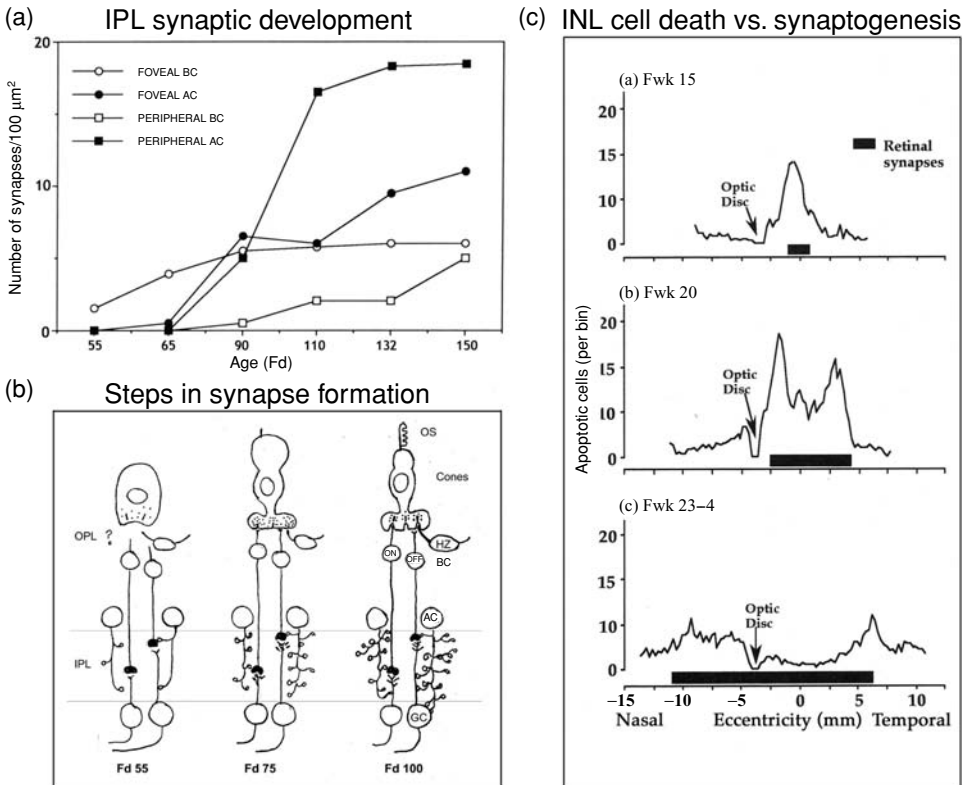 (a) IPL synaptic development
Number of synapses/100 μm²
20
10
0
FOVEAL BC
FOVEAL AC
PERIPHERAL BC
PERIPHERAL AC
55 65 90 110 132 150
Age (Fd)
(b) Steps in synapse formation
OS
Cones
OPL ?
HZ
ON OFF
BC
AC
IPL
GC
Fd 55 Fd 75 Fd 100
(c) INL cell death vs. synaptogenesis
Apoptotic cells (per bin)
(a) Fwk 15
20
15
10
5
0
Optic
Disc
Retinal
synapses
(b) Fwk 20
20
15
10
5
0
Optic
Disc
(c) Fwk 23–4
20
15
10
5
0
Optic
Disc
−15 −10 −5 0 5 10
Nasal Eccentricity (mm) Temporal